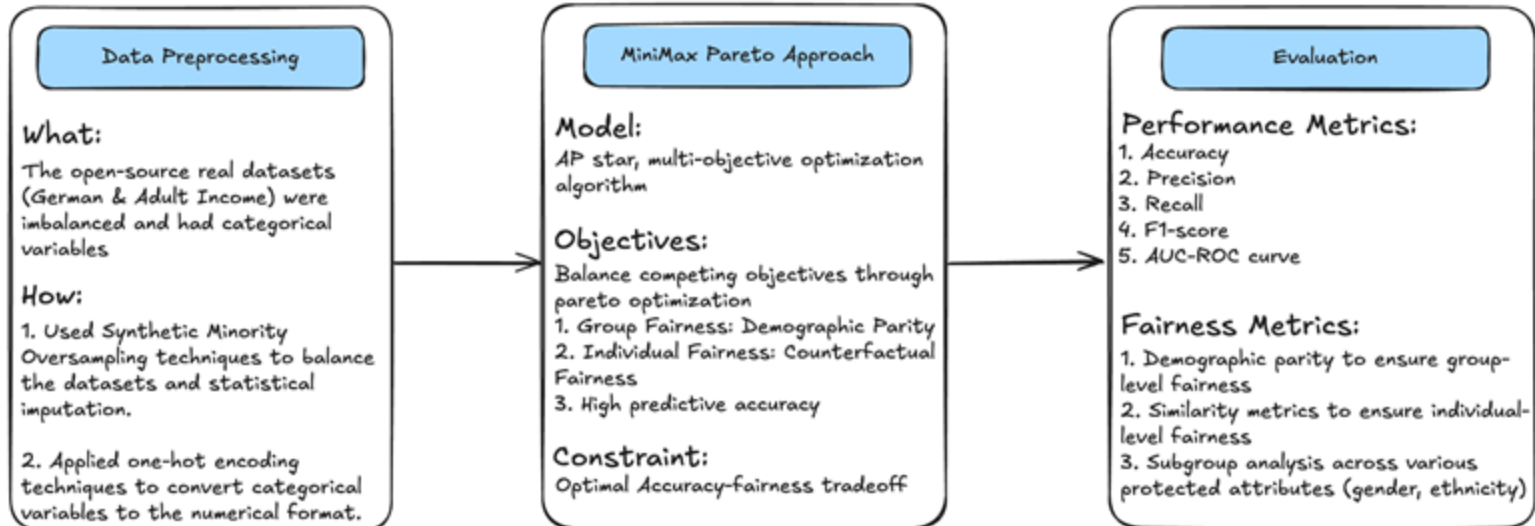 Data Preprocessing
What:
The open-source real datasets
(German & Adult Income) were
imbalanced and had categorical
variables
How:
1. Used Synthetic Minority
Oversampling techniques to balance
the datasets and statistical
imputation.
2. Applied one-hot encoding
techniques to convert categorical
variables to the numerical format.
MiniMax Pareto Approach
Model:
AP star, multi-objective optimization
algorithm
Objectives:
Balance competing objectives through
pareto optimization
1. Group Fairness: Demographic Parity
2. Individual Fairness: Counterfactual
Fairness
3. High predictive accuracy
Constraint:
Optimal Accuracy-fairness tradeoff
Evaluation
Performance Metrics:
1. Accuracy
2. Precision
3. Recall
4. F1-score
5. AUC-ROC curve
Fairness Metrics:
1. Demographic parity to ensure group-
level fairness
2. Similarity metrics to ensure individual-
level fairness
3. Subgroup analysis across various
protected attributes (gender, ethnicity)